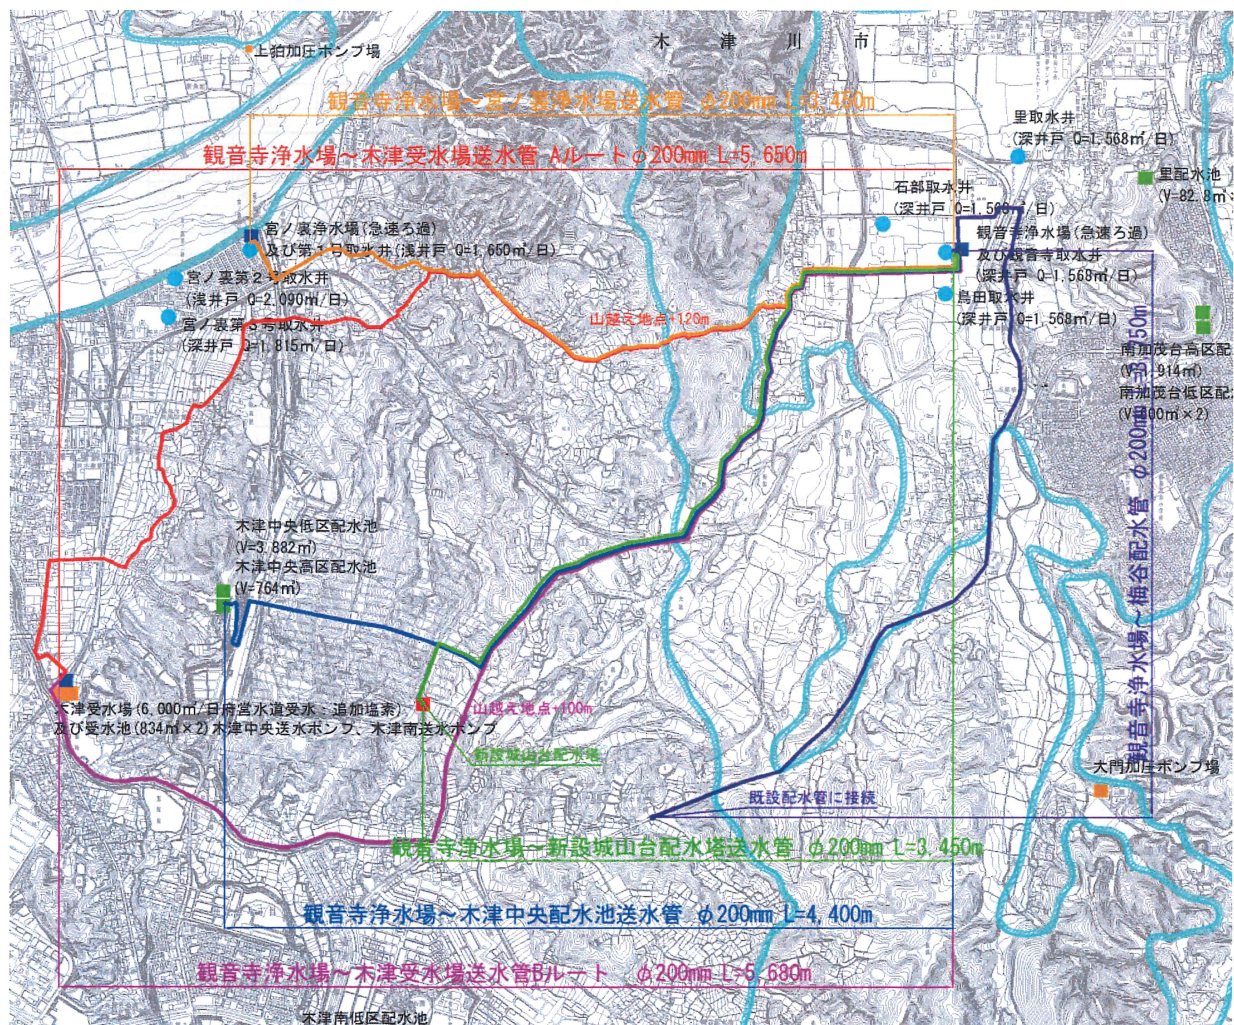 木津川市
上狛加圧ポンプ場
観音寺浄水場～宮ノ裏浄水場送水管 φ200mm L=3,450m
里取水井
(深井戸 Q=1,568㎥/日)
観音寺浄水場～木津受水場送水管 Aルートφ200mm L=5,650m
里配水池
(V=82.8㎥
石部取水井
(深井戸 Q=1,568㎥/日)
宮ノ裏浄水場(急速ろ過)
及び第1号取水井(浅井戸 Q=1,650㎥/日)
観音寺浄水場(急速ろ過)
及び観音寺取水井
(深井戸 Q=1,568㎥/日)
宮ノ裏第2号取水井
(浅井戸 Q=2,090㎥/日)
鳥田取水井
(深井戸 Q=1,568㎥/日)
宮ノ裏第3号取水井
(深井戸 Q=1,815㎥/日)
山越え地点+120m
南加茂台高区配
914㎥)
南加茂台低区配
観音寺浄水場～梅谷配水管 φ200mm
750m
木津中央低区配水池
(V=3,882㎥)
木津中央高区配水池
(V=764㎥)
木津受水場(6,000㎥/日府営水道受水：追加塩素)
及び受水池(834㎥×2)木津中央送水ポンプ、木津南送水ポンプ
山越え地点+100m
新設城山台配水塔
大門加圧ポンプ場
既設配水管に接続
観音寺浄水場～新設城山台配水塔送水管 φ200mm L=3,450m
観音寺浄水場～木津中央配水池送水管 φ200mm L=4,400m
観音寺浄水場～木津受水場送水管Bルート φ200mm L=5,680m
木津南低区配水池